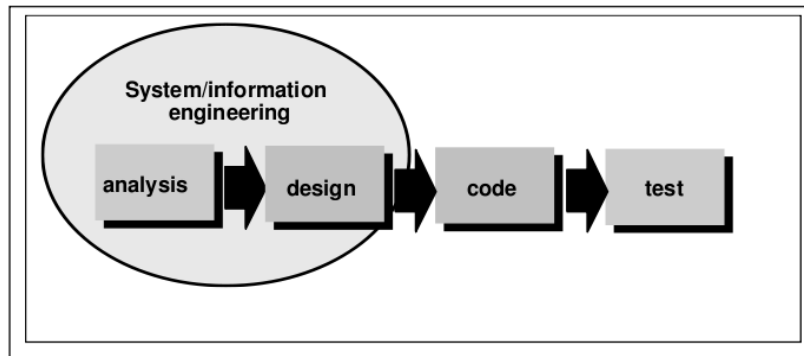 System/information
engineering
analysis
design
code
test